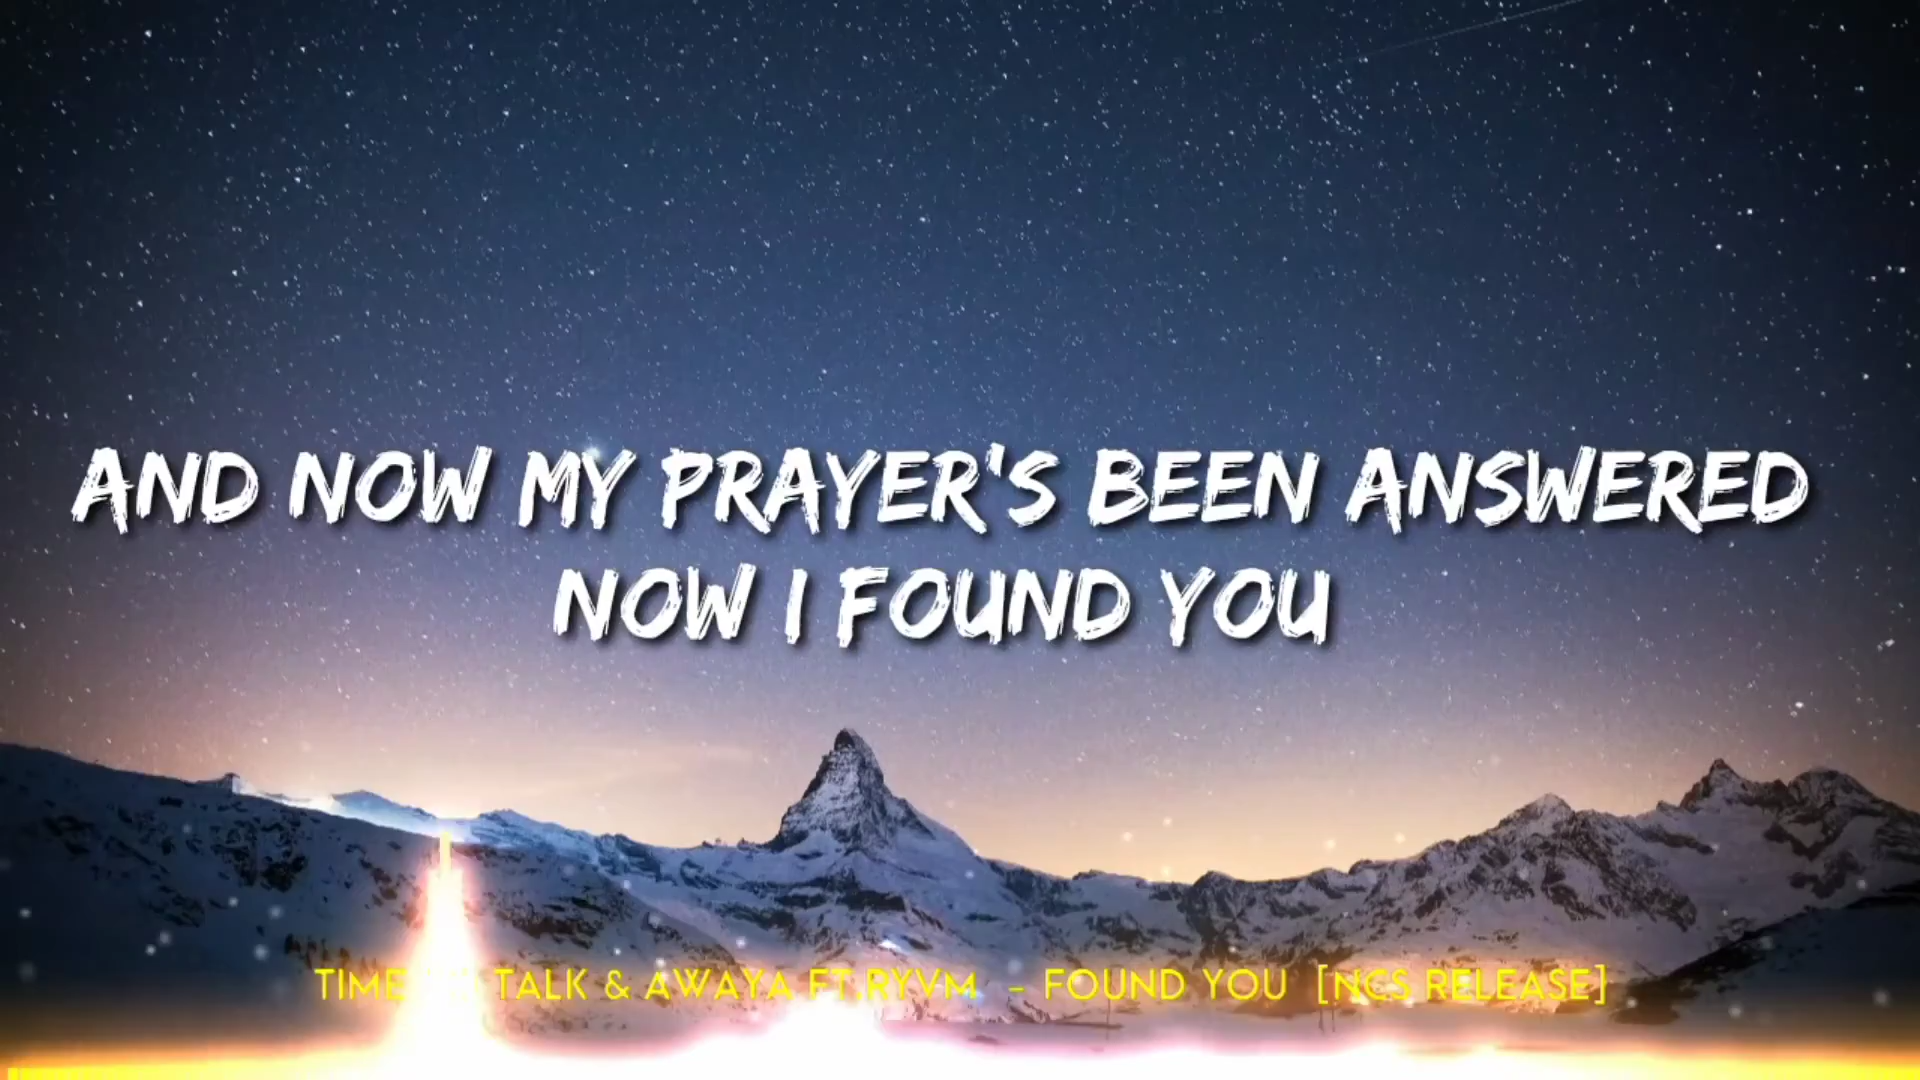 AND NOW MY PRAYER'S BEEN ANSWERED
NOW I FOUND YOU
TIME TALK & AWAYA FT.RYVM - FOUND YOU [NCS RELEASE]